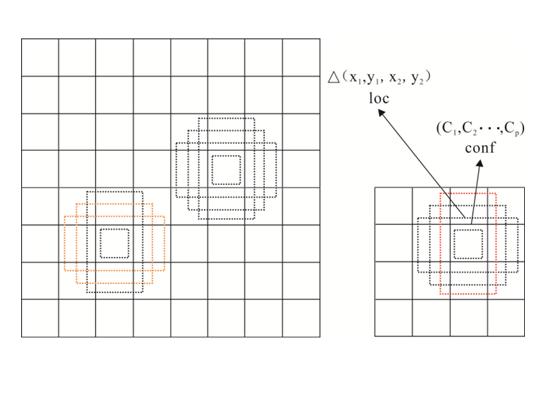 △(x₁,y₁, x₂, y₂)
loc
(C₁,C₂···,Cₚ)
conf